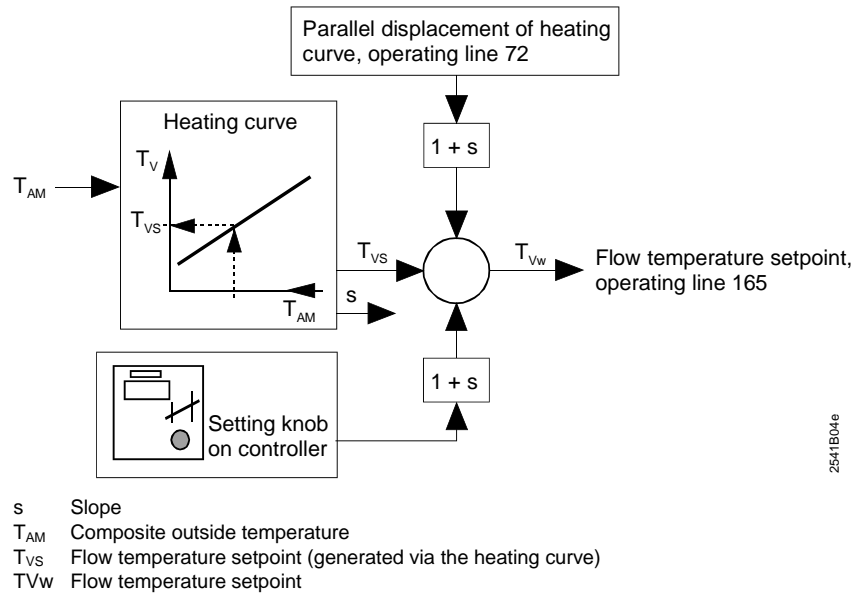 Parallel displacement of heating
curve, operating line 72
Heating curve
1 + s
TV
TAM
TVS
TVS
TVw
Flow temperature setpoint,
operating line 165
s
TAM
1 + s
Setting knob
on controller
2541B04e
s Slope
TAM Composite outside temperature
TVS Flow temperature setpoint (generated via the heating curve)
TVw Flow temperature setpoint